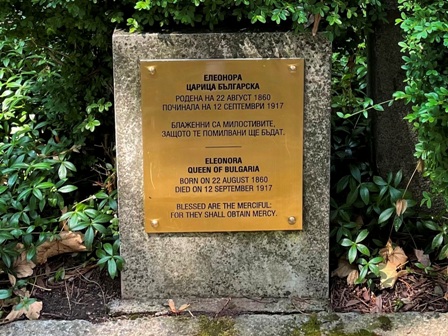 ЕЛЕОНОРА
ЦАРИЦА БЪЛГАРСКА
РОДЕНА НА 22 АВГУСТ 1860
ПОЧИНАЛА НА 12 СЕПТЕМВРИ 1917
БЛАЖЕННИ СА МИЛОСТИВИТЕ,
ЗАЩОТО ТЕ ПОМИЛВАНИ ЩЕ БЪДАТ.
ELEONORA
QUEEN OF BULGARIA
BORN ON 22 AUGUST 1860
DIED ON 12 SEPTEMBER 1917
BLESSED ARE THE MERCIFUL:
FOR THEY SHALL OBTAIN MERCY.